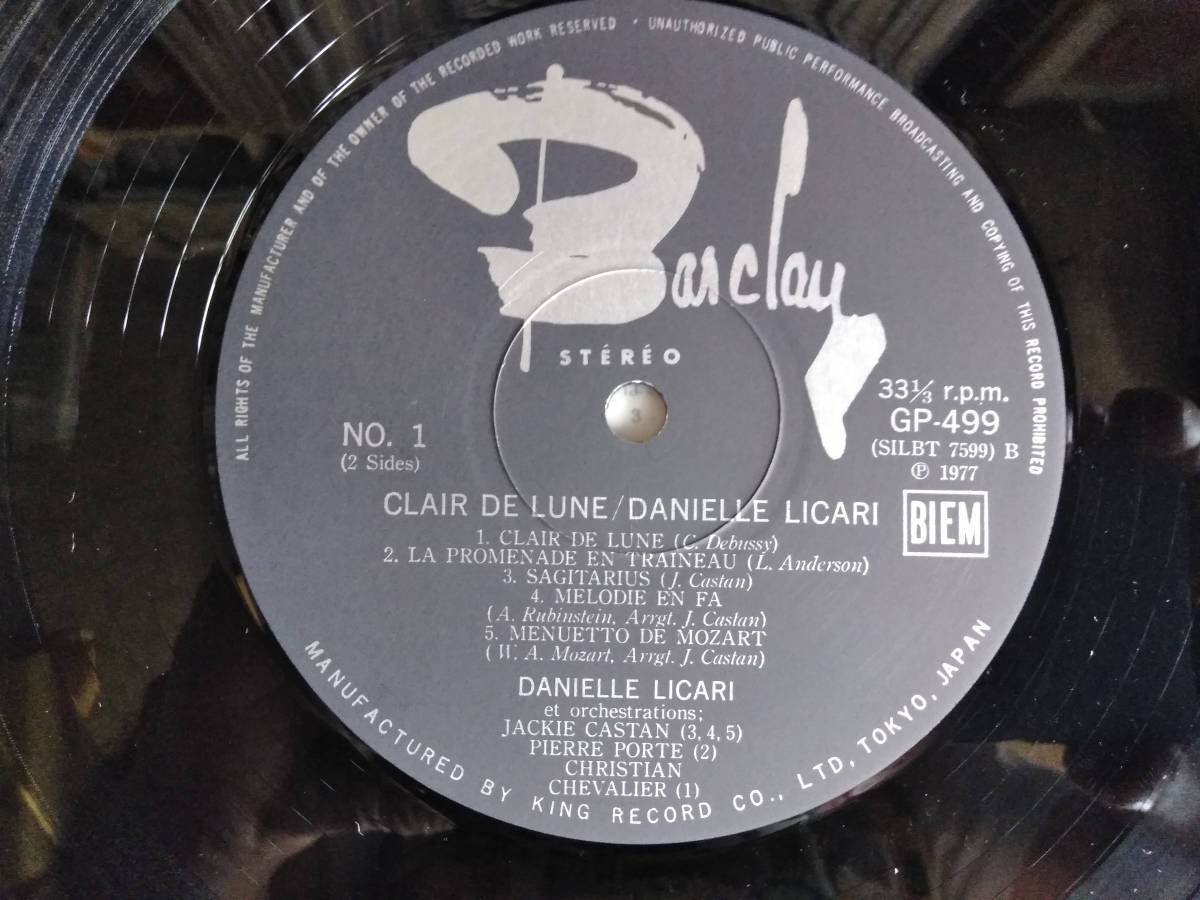 ALL RIGHTS OF THE MANUFACTURER AND OF THE OWNER OF THE RECORDED WORK RESERVED · UNAUTHORIZED PUBLIC PERFORMANCE BROADCASTING AND COPYING OF THIS RECORD PROHIBITED
Barclay
STÉRÉO
33⅓ r.p.m.
GP-499
(SILBT 7599) B
Ⓟ 1977
NO. 1
(2 Sides)
3
CLAIR DE LUNE/DANIELLE LICARI
BIEM
1. CLAIR DE LUNE (C. Debussy)
2. LA PROMENADE EN TRAINEAU (L. Anderson)
3. SAGITARIUS (J. Castan)
4. MELODIE EN FA
(A. Rubinstein, Arrgt. J. Castan)
5. MENUETTO DE MOZART
(W. A. Mozart, Arrgt. J. Castan)
DANIELLE LICARI
et orchestrations;
JACKIE CASTAN (3, 4, 5)
PIERRE PORTE (2)
CHRISTIAN
CHEVALIER (1)
MANUFACTURED BY KING RECORD CO., LTD, TOKYO, JAPAN